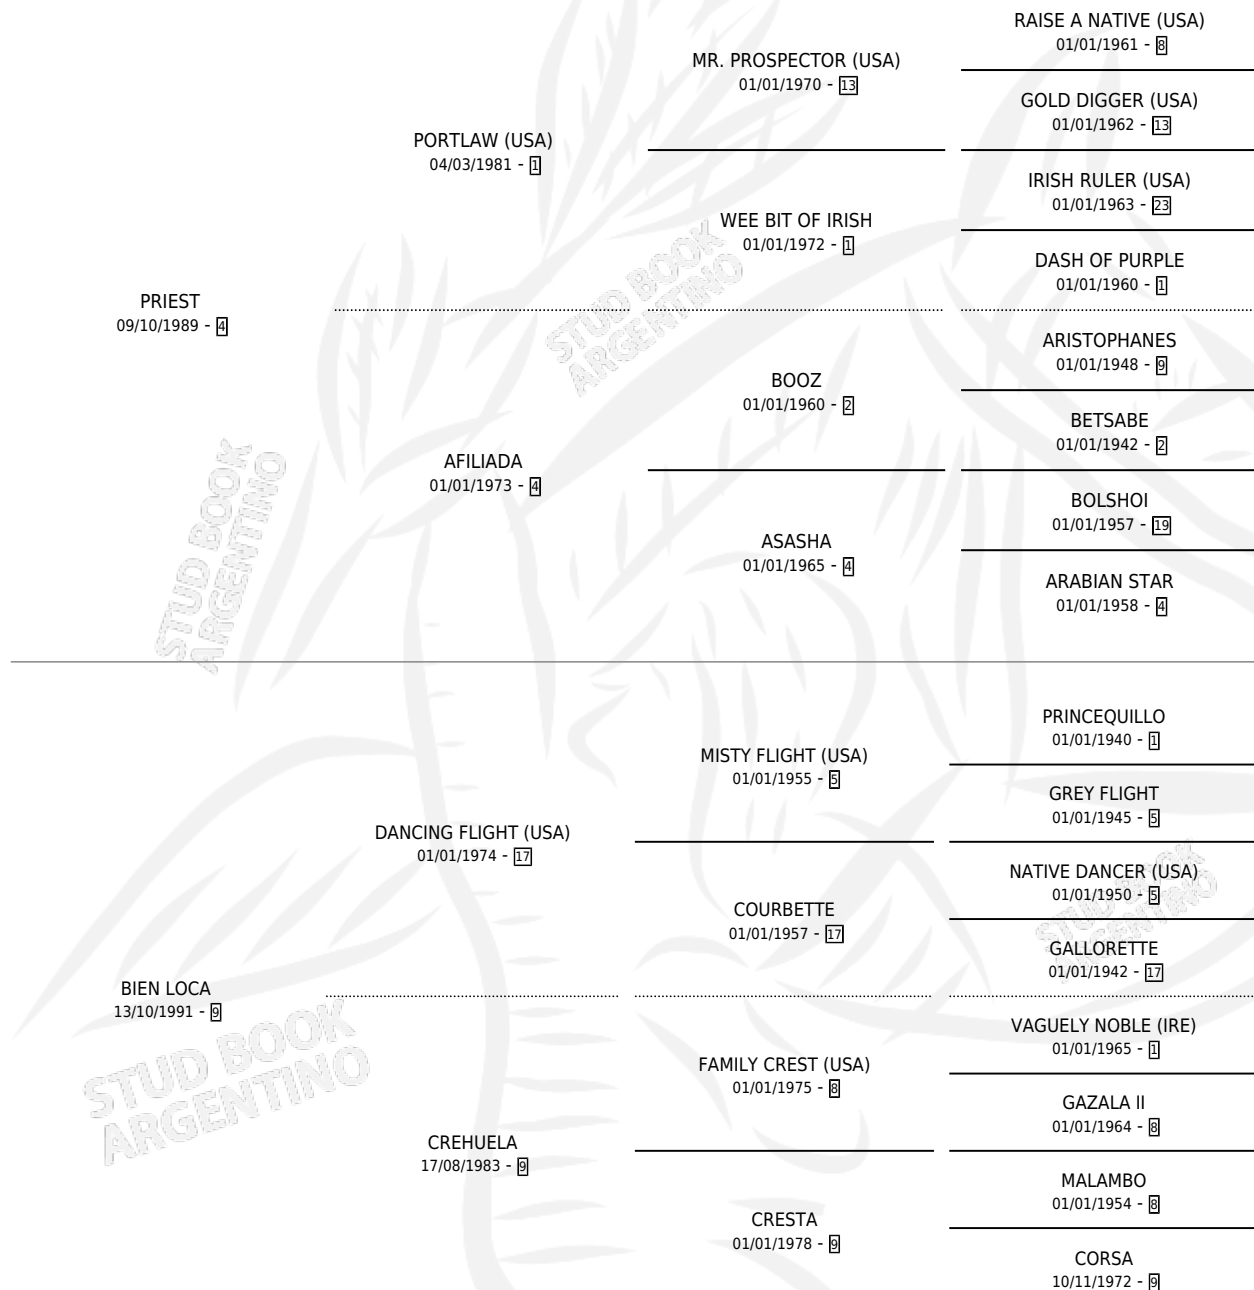 RAISE A NATIVE (USA)
01/01/1961 - 8
MR. PROSPECTOR (USA)
01/01/1970 - 13
GOLD DIGGER (USA)
01/01/1962 - 13
PORTLAW (USA)
04/03/1981 - 1
IRISH RULER (USA)
01/01/1963 - 23
WEE BIT OF IRISH
01/01/1972 - 1
DASH OF PURPLE
01/01/1960 - 1
PRIEST
09/10/1989 - 4
ARISTOPHANES
01/01/1948 - 9
BOOZ
01/01/1960 - 2
BETSABE
01/01/1942 - 2
AFILIADA
01/01/1973 - 4
BOLSHOI
01/01/1957 - 19
ASASHA
01/01/1965 - 4
ARABIAN STAR
01/01/1958 - 4
PRINCEQUILLO
01/01/1940 - 1
MISTY FLIGHT (USA)
01/01/1955 - 5
GREY FLIGHT
01/01/1945 - 5
DANCING FLIGHT (USA)
01/01/1974 - 17
NATIVE DANCER (USA)
01/01/1950 - 5
COURBETTE
01/01/1957 - 17
GALLORETTE
01/01/1942 - 17
BIEN LOCA
13/10/1991 - 9
VAGUELY NOBLE (IRE)
01/01/1965 - 1
FAMILY CREST (USA)
01/01/1975 - 8
GAZALA II
01/01/1964 - 8
CREHUELA
17/08/1983 - 9
MALAMBO
01/01/1954 - 8
CRESTA
01/01/1978 - 9
CORSA
10/11/1972 - 9
STUD BOOK
ARGENTINO
STUD BOOK
ARGENTINO
STUD BOOK
ARGENTINO
STUD BOOK
ARGENTINO